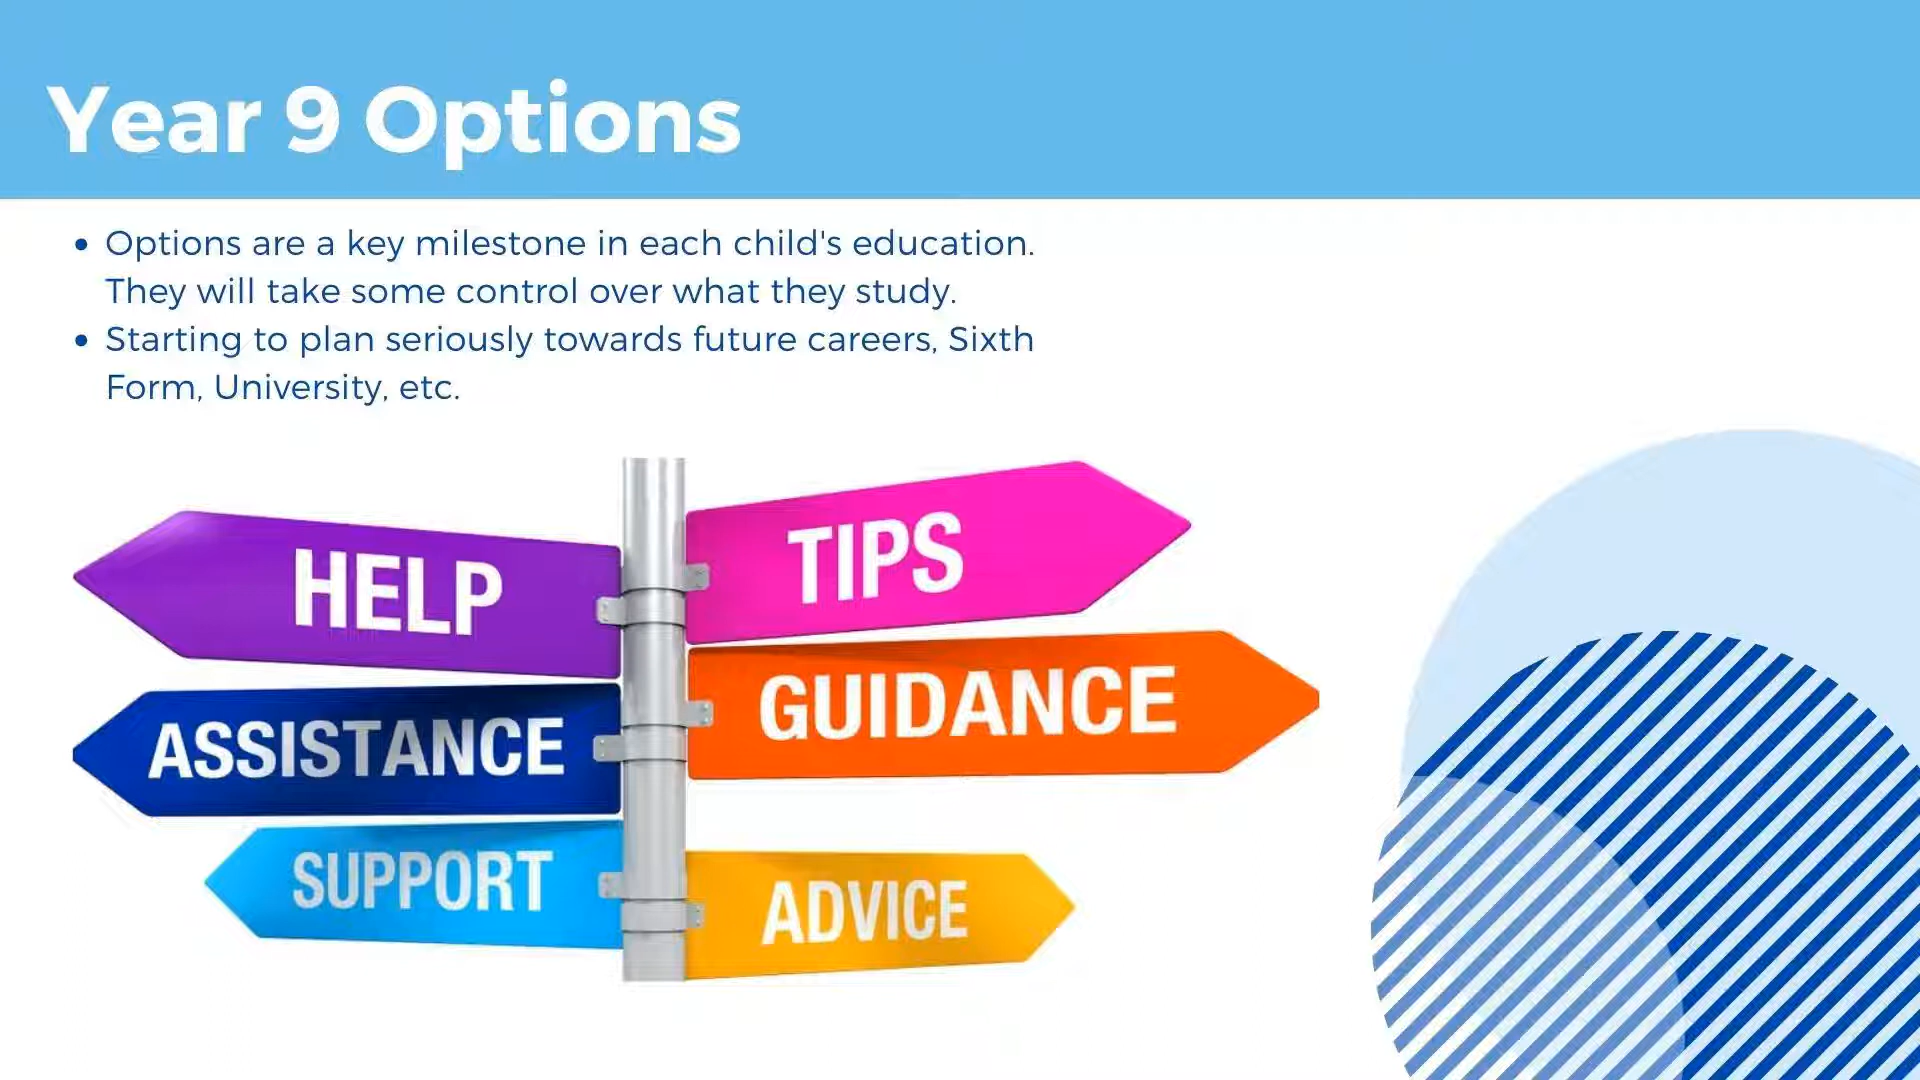 Year 9 Options
• Options are a key milestone in each child's education.
They will take some control over what they study.
• Starting to plan seriously towards future careers, Sixth
Form, University, etc.
HELP
TIPS
ASSISTANCE
GUIDANCE
SUPPORT
ADVICE